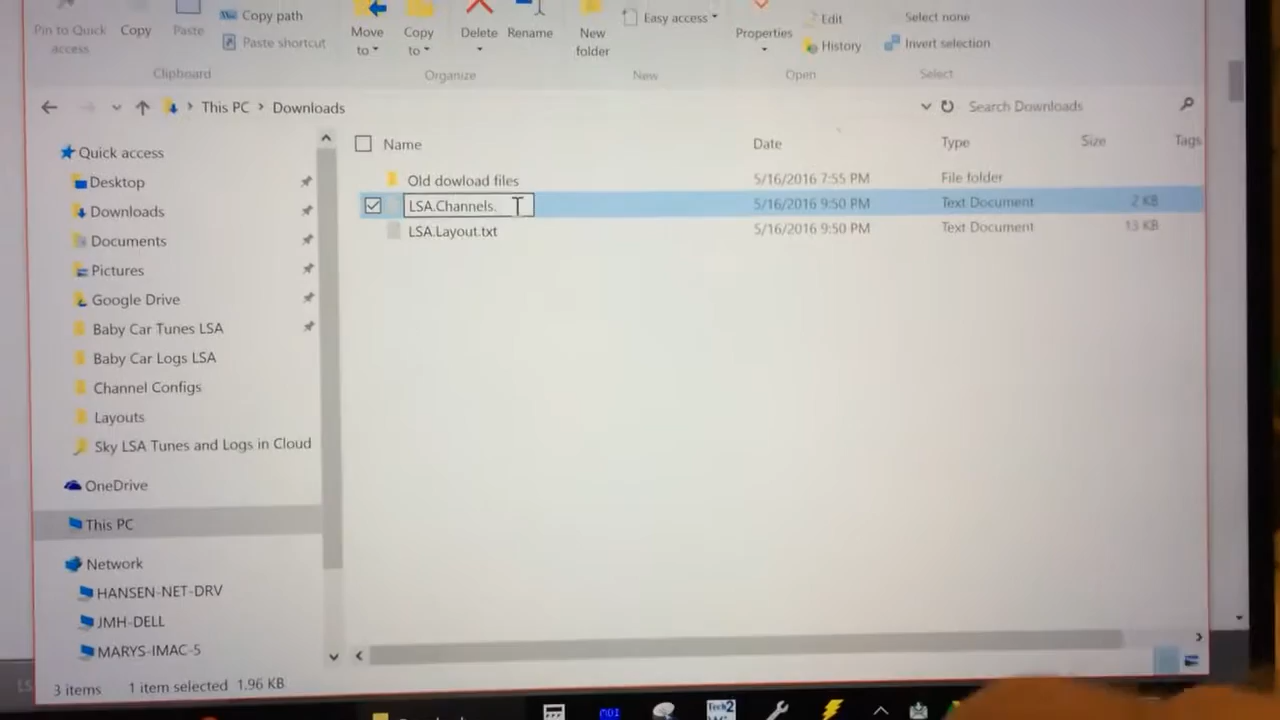 Pin to Quick access
Copy
Paste
Copy path
Paste shortcut
Clipboard
Move to
Copy to
Delete
Rename
Organize
New folder
Easy access
New
Properties
Edit
History
Open
Select none
Invert selection
Select
This PC > Downloads
Search Downloads
Name Date Type Size Tags
Old dowload files 5/16/2016 7:55 PM File folder
LSA.Channels. 5/16/2016 9:50 PM Text Document 2 KB
LSA.Layout.txt 5/16/2016 9:50 PM Text Document 13 KB
Quick access
Desktop
Downloads
Documents
Pictures
Google Drive
Baby Car Tunes LSA
Baby Car Logs LSA
Channel Configs
Layouts
Sky LSA Tunes and Logs in Cloud
OneDrive
This PC
Network
HANSEN-NET-DRV
JMH-DELL
MARYS-IMAC-5
3 items 1 item selected 1.96 KB
MDI
Tech2